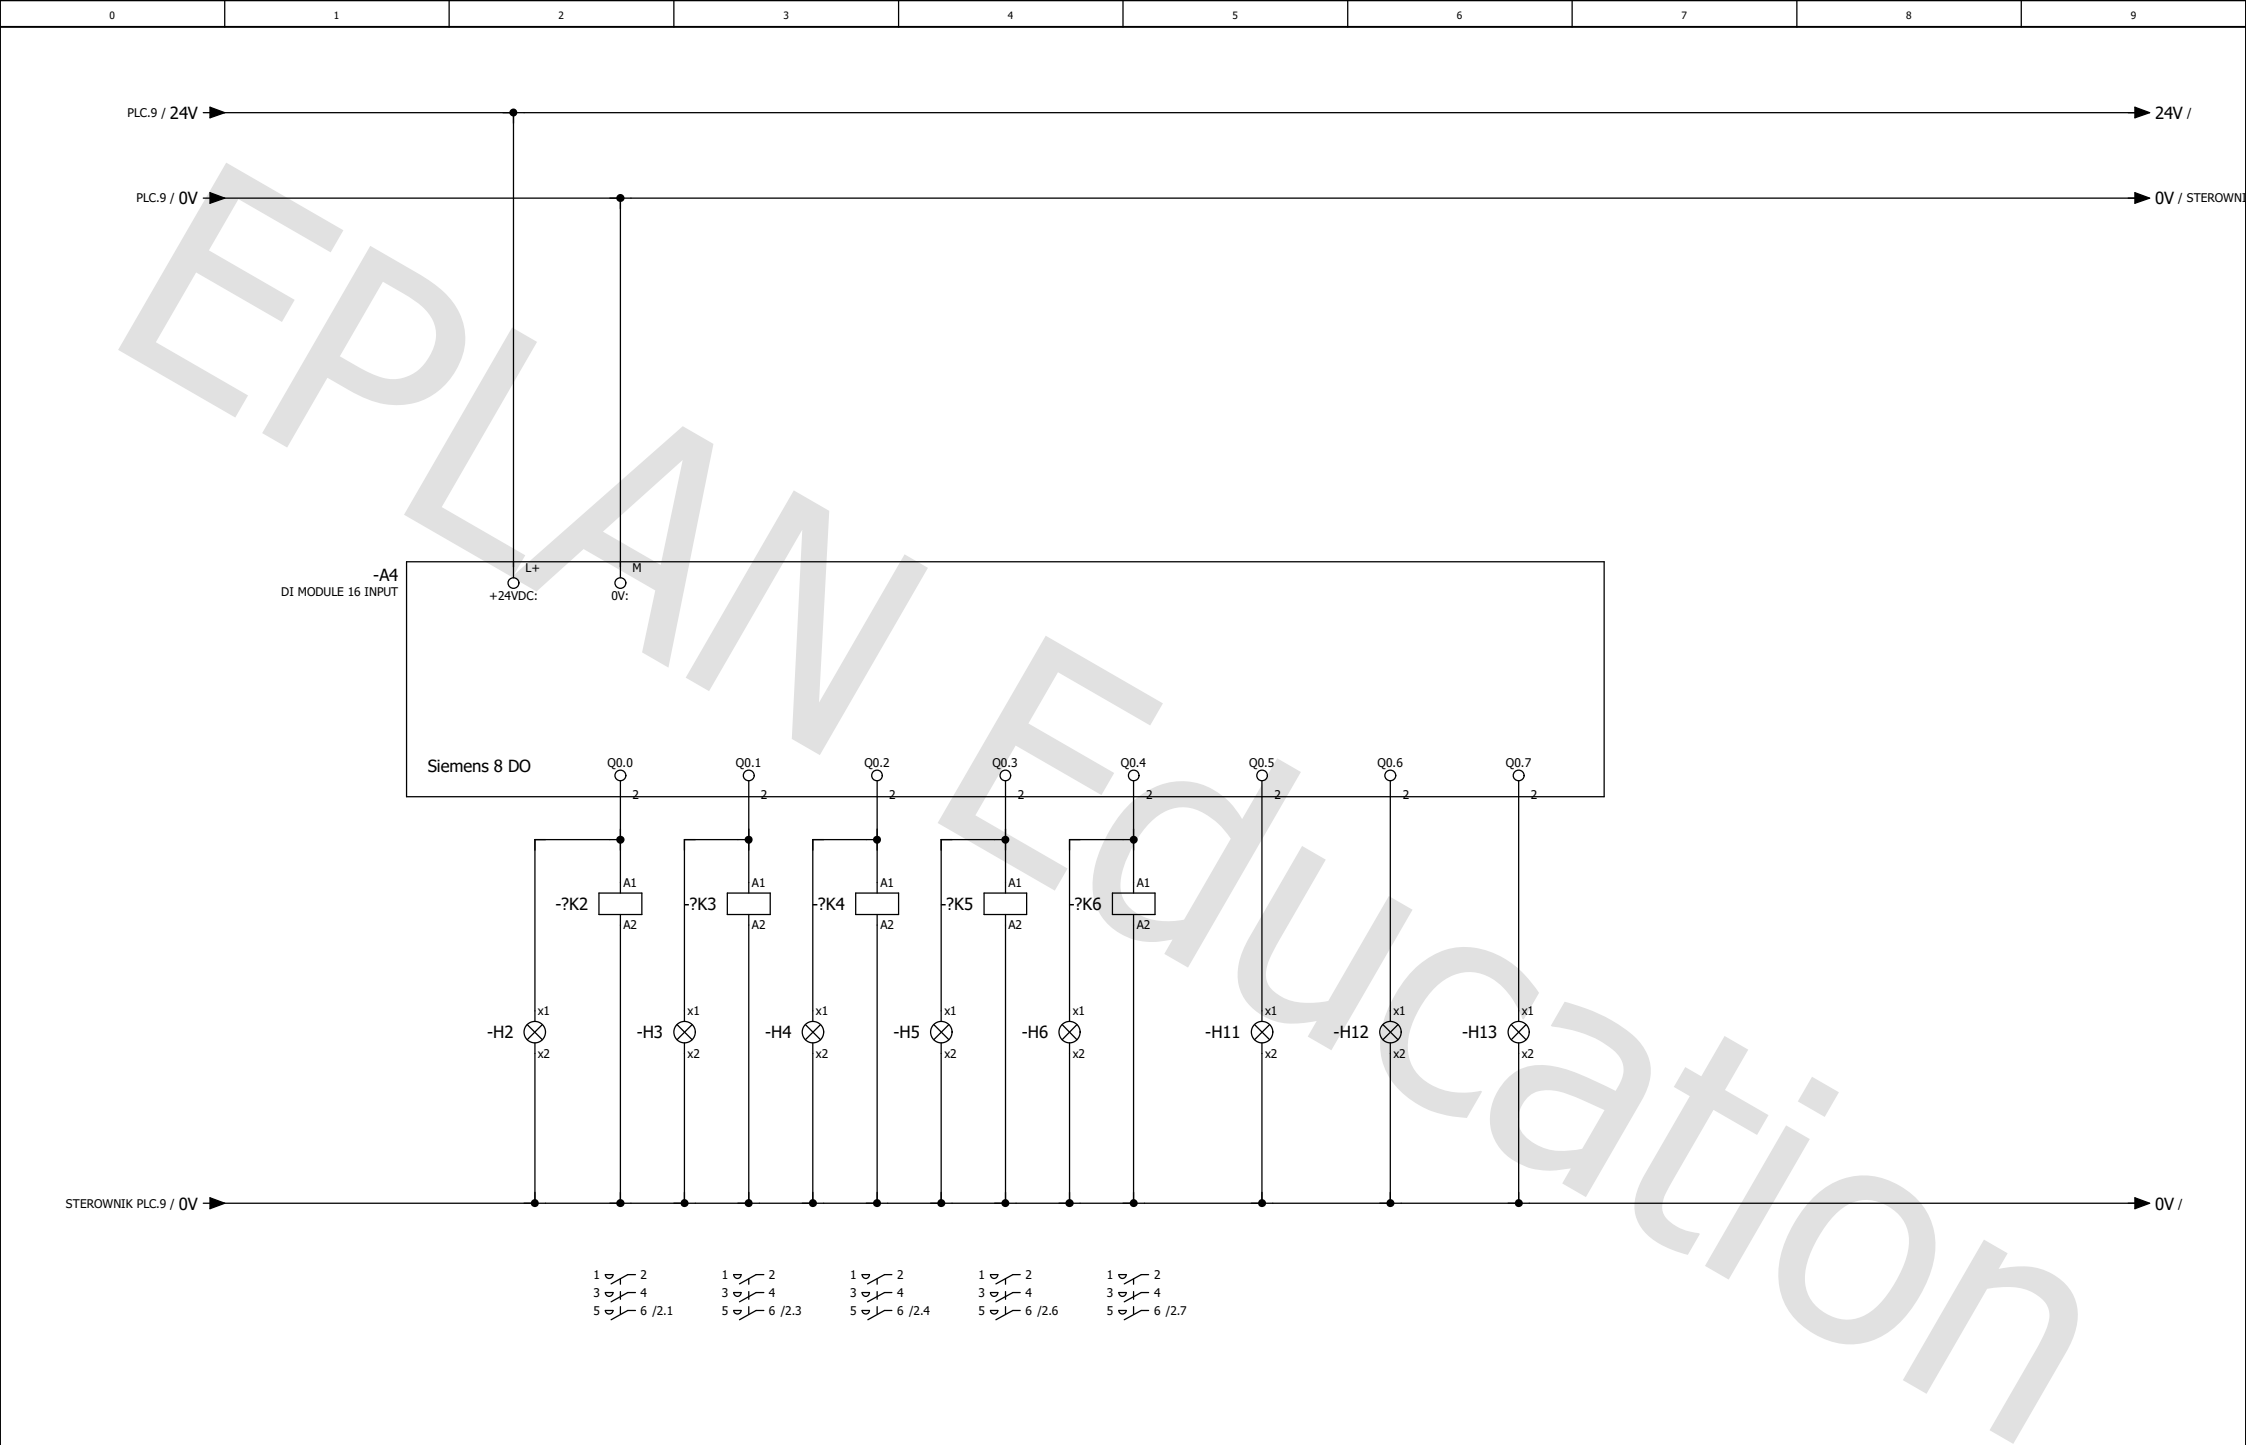 0 1 2 3 4 5 6 7 8 9
PLC.9 / 24V
24V /
PLC.9 / 0V
0V / STEROWNI
EPLAN Education
-A4
DI MODULE 16 INPUT
L+ M
+24VDC: 0V:
Siemens 8 DO
Q0.0 Q0.1 Q0.2 Q0.3 Q0.4 Q0.5 Q0.6 Q0.7
2 2 2 2 2 2 2 2
A1 A1 A1 A1 A1
-?K2 -?K3 -?K4 -?K5 -?K6
A2 A2 A2 A2 A2
x1 x1 x1 x1 x1 x1 x1 x1
-H2 -H3 -H4 -H5 -H6 -H11 -H12 -H13
x2 x2 x2 x2 x2 x2 x2 x2
STEROWNIK PLC.9 / 0V
0V /
1 2 1 2 1 2 1 2 1 2
3 4 3 4 3 4 3 4 3 4
5 6 /2.1 5 6 /2.3 5 6 /2.4 5 6 /2.6 5 6 /2.7